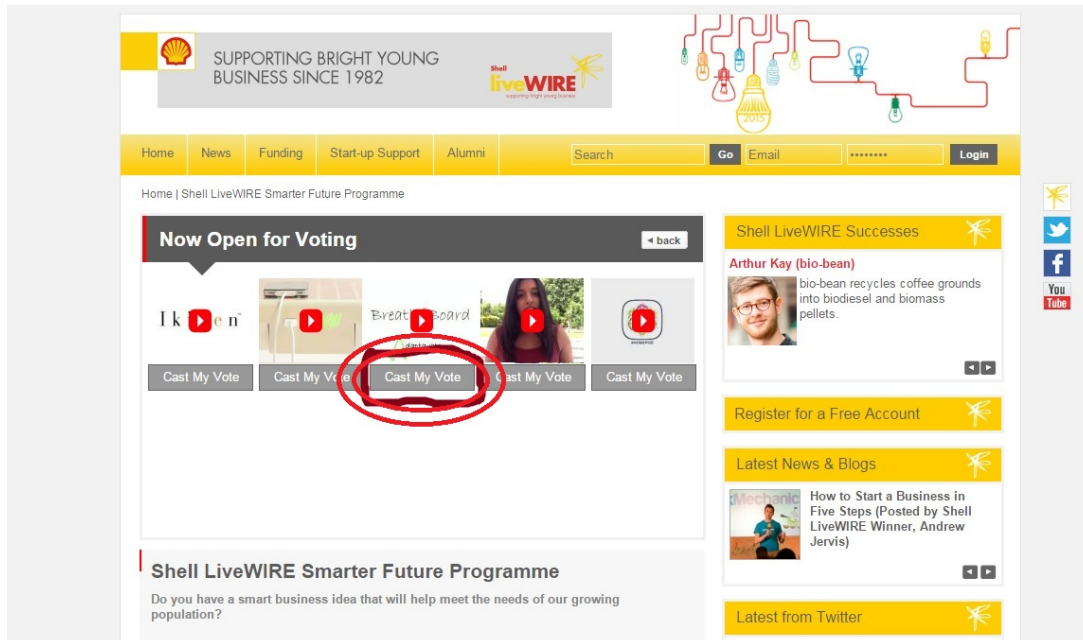 SUPPORTING BRIGHT YOUNG
BUSINESS SINCE 1982
Shell
liveWIRE
supporting bright young business
2015
Home
News
Funding
Start-up Support
Alumni
Search
Go
Email
Login
Home | Shell LiveWIRE Smarter Future Programme
Now Open for Voting
back
Board
Cast My Vote
Cast My Vote
Cast My Vote
Cast My Vote
Cast My Vote
Shell LiveWIRE Successes
Arthur Kay (bio-bean)
bio-bean recycles coffee grounds
into biodiesel and biomass
pellets.
Register for a Free Account
Latest News & Blogs
Mechanic
How to Start a Business in
Five Steps (Posted by Shell
LiveWIRE Winner, Andrew
Jervis)
Latest from Twitter
You
Tube
Shell LiveWIRE Smarter Future Programme
Do you have a smart business idea that will help meet the needs of our growing
population?